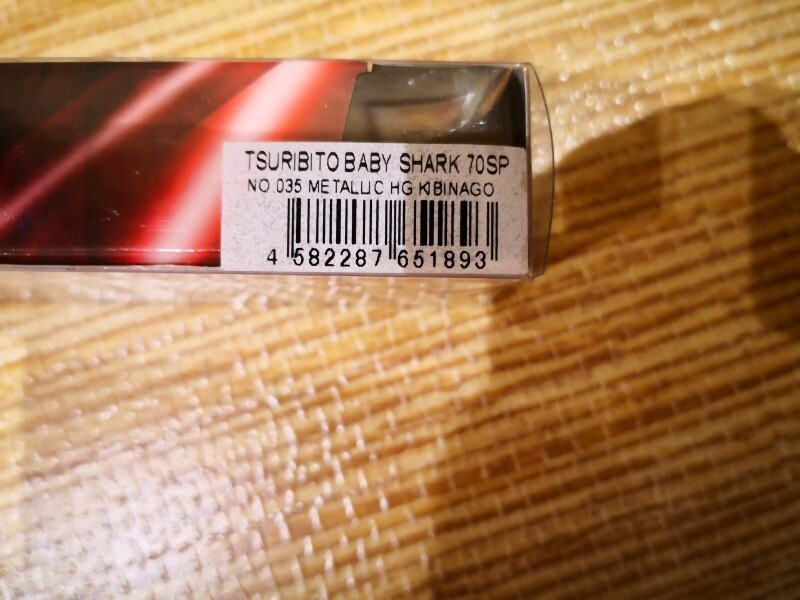 TSURIBITO BABY SHARK 70SP
NO.035 METALLIC HG KIBINAGO
4 582287 651893